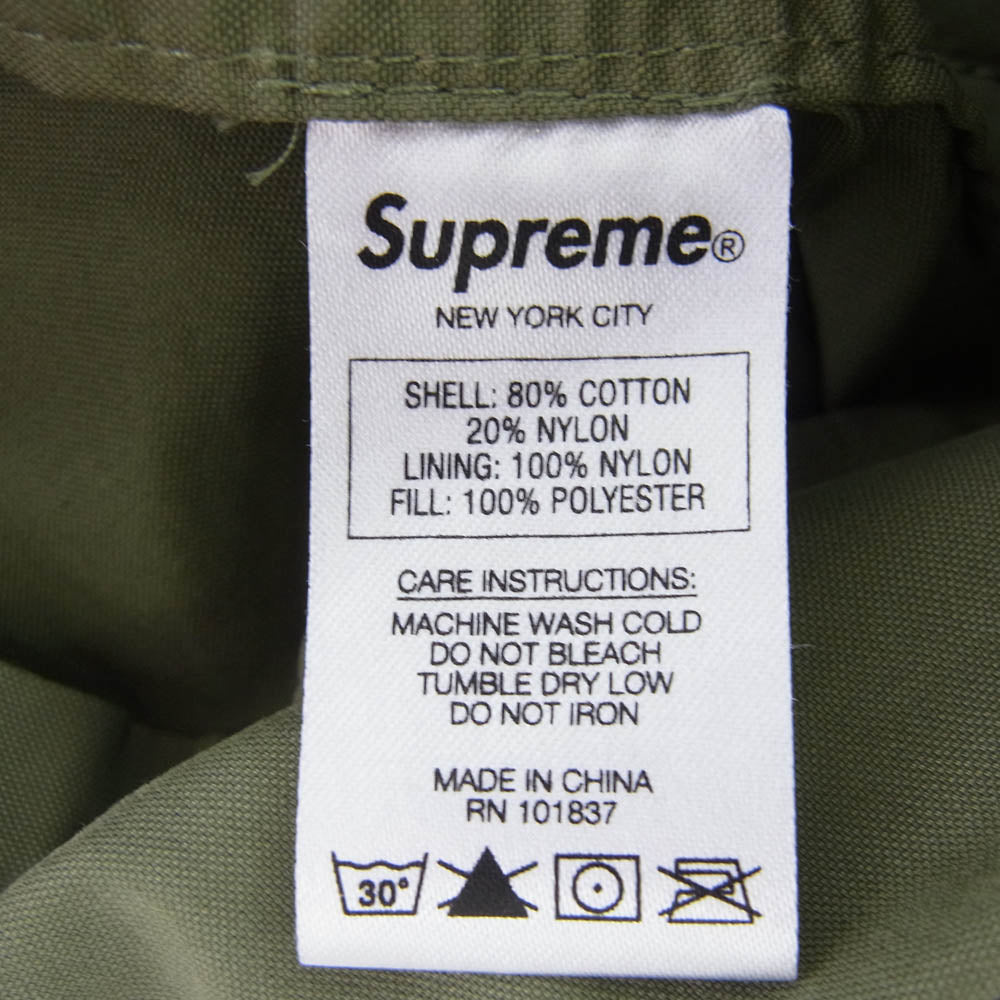 Supreme®
NEW YORK CITY
SHELL: 80% COTTON
20% NYLON
LINING: 100% NYLON
FILL: 100% POLYESTER
CARE INSTRUCTIONS:
MACHINE WASH COLD
DO NOT BLEACH
TUMBLE DRY LOW
DO NOT IRON
MADE IN CHINA
RN 101837
30°